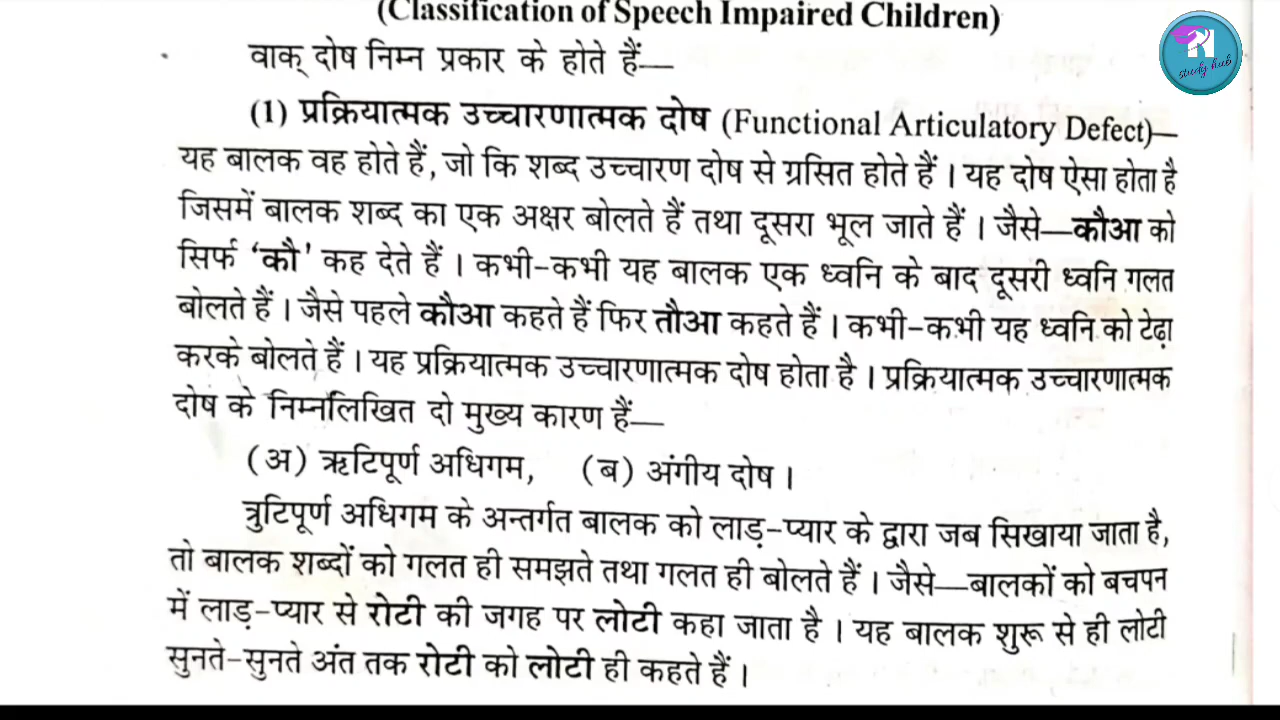 (Classification of Speech Impaired Children)
वाक् दोष निम्न प्रकार के होते हैं—
(1) प्रक्रियात्मक उच्चारणात्मक दोष (Functional Articulatory Defect)—
यह बालक वह होते हैं, जो कि शब्द उच्चारण दोष से ग्रसित होते हैं । यह दोष ऐसा होता है
जिसमें बालक शब्द का एक अक्षर बोलते हैं तथा दूसरा भूल जाते हैं । जैसे—कौआ को
सिर्फ ‘कौ’ कह देते हैं । कभी-कभी यह बालक एक ध्वनि के बाद दूसरी ध्वनि गलत
बोलते हैं । जैसे पहले कौआ कहते हैं फिर तौआ कहते हैं । कभी-कभी यह ध्वनि को टेढ़ा
करके बोलते हैं । यह प्रक्रियात्मक उच्चारणात्मक दोष होता है । प्रक्रियात्मक उच्चारणात्मक
दोष के निम्नलिखित दो मुख्य कारण हैं—
(अ) ऋटिपूर्ण अधिगम, (ब) अंगीय दोष ।
त्रुटिपूर्ण अधिगम के अन्तर्गत बालक को लाड़-प्यार के द्वारा जब सिखाया जाता है,
तो बालक शब्दों को गलत ही समझते तथा गलत ही बोलते हैं । जैसे—बालकों को बचपन
में लाड़-प्यार से रोटी की जगह पर लोटी कहा जाता है । यह बालक शुरू से ही लोटी
सुनते-सुनते अंत तक रोटी को लोटी ही कहते हैं ।
study hub